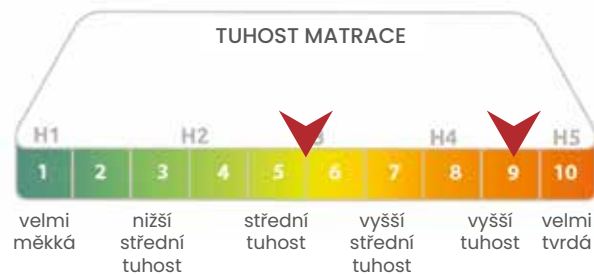 TUHOST MATRACE
H1 H2 3 H4 H5
1 2 3 4 5 6 7 8 9 10
velmi měkká
nižší střední tuhost
střední tuhost
vyšší střední tuhost
vyšší tuhost
velmi tvrdá